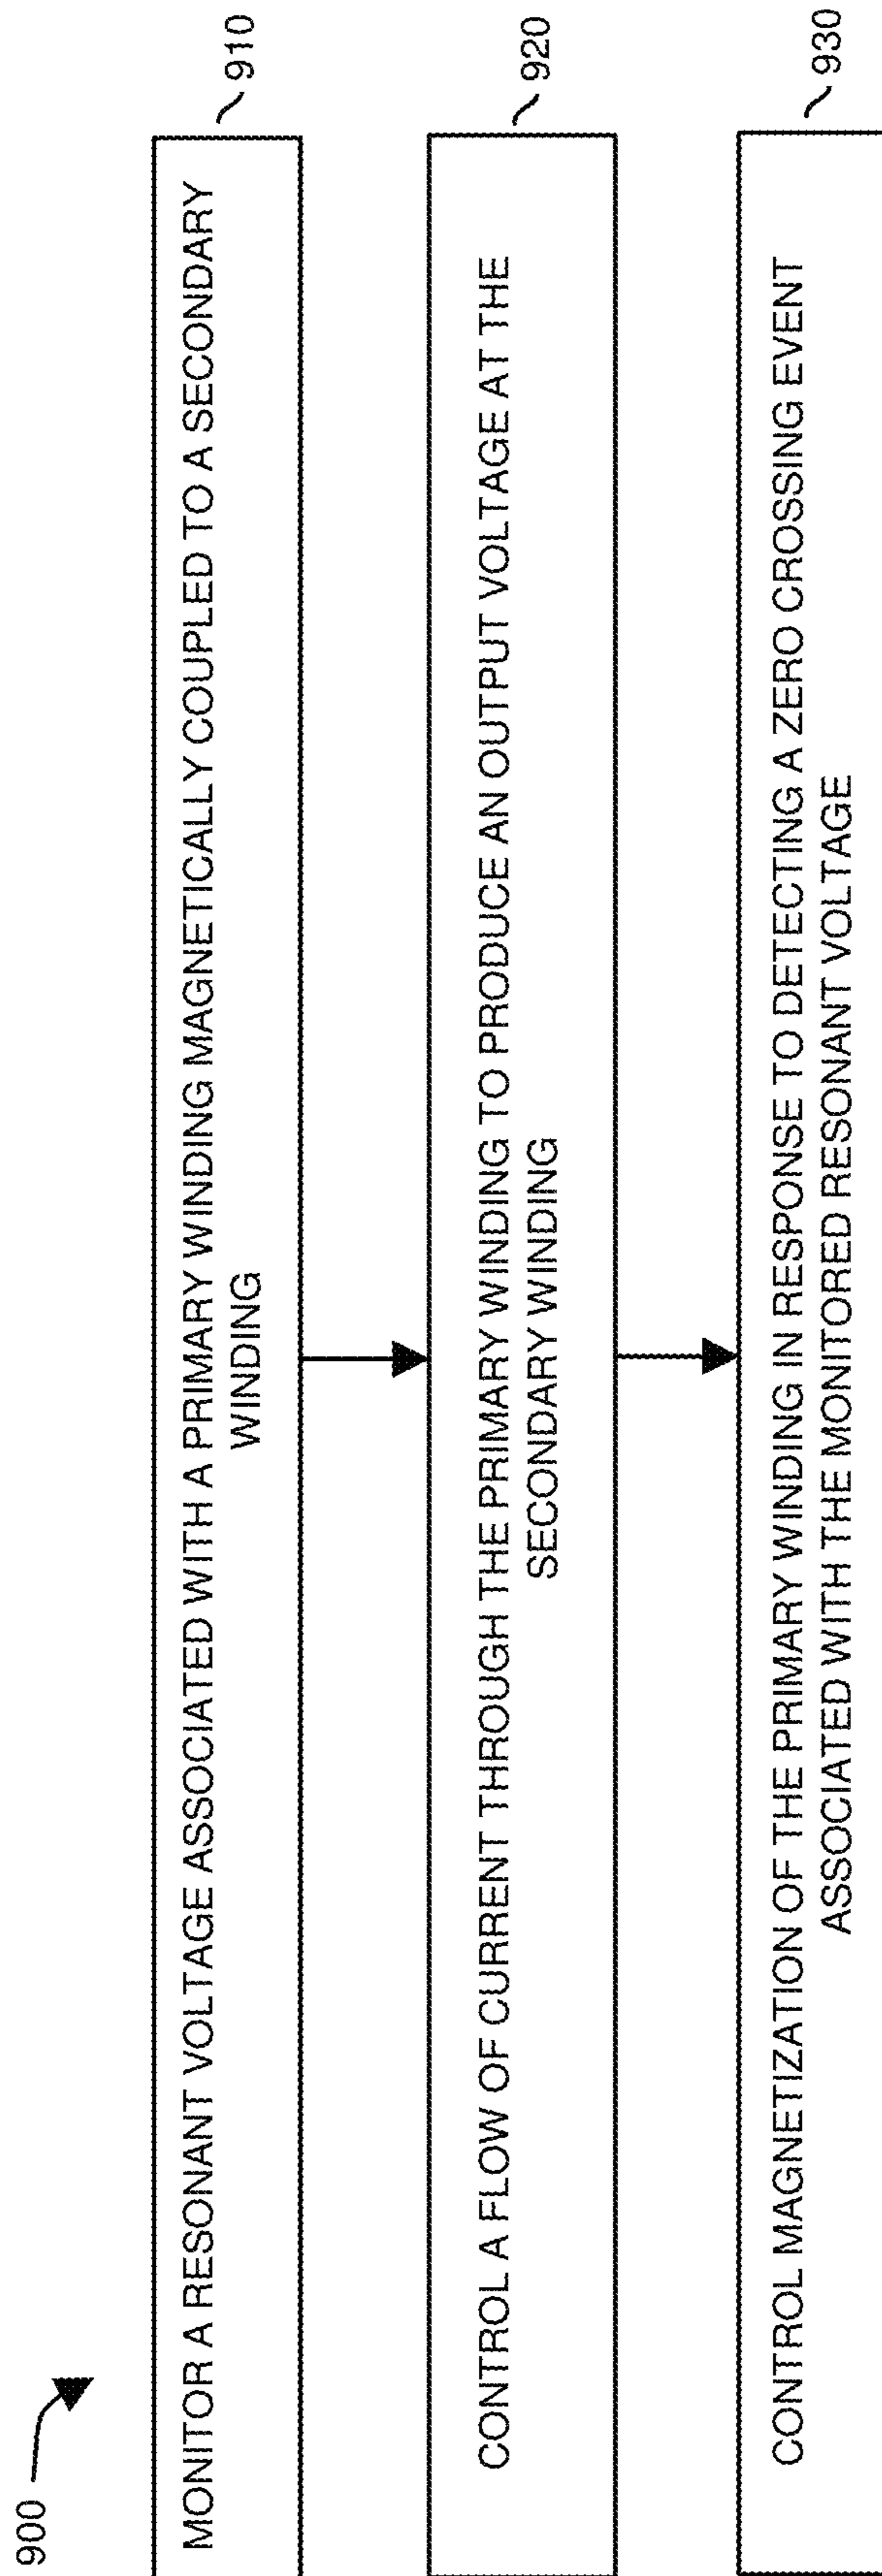 900
MONITOR A RESONANT VOLTAGE ASSOCIATED WITH A PRIMARY WINDING MAGNETICALLY COUPLED TO A SECONDARY
WINDING
910
CONTROL A FLOW OF CURRENT THROUGH THE PRIMARY WINDING TO PRODUCE AN OUTPUT VOLTAGE AT THE
SECONDARY WINDING
920
CONTROL MAGNETIZATION OF THE PRIMARY WINDING IN RESPONSE TO DETECTING A ZERO CROSSING EVENT
ASSOCIATED WITH THE MONITORED RESONANT VOLTAGE
930